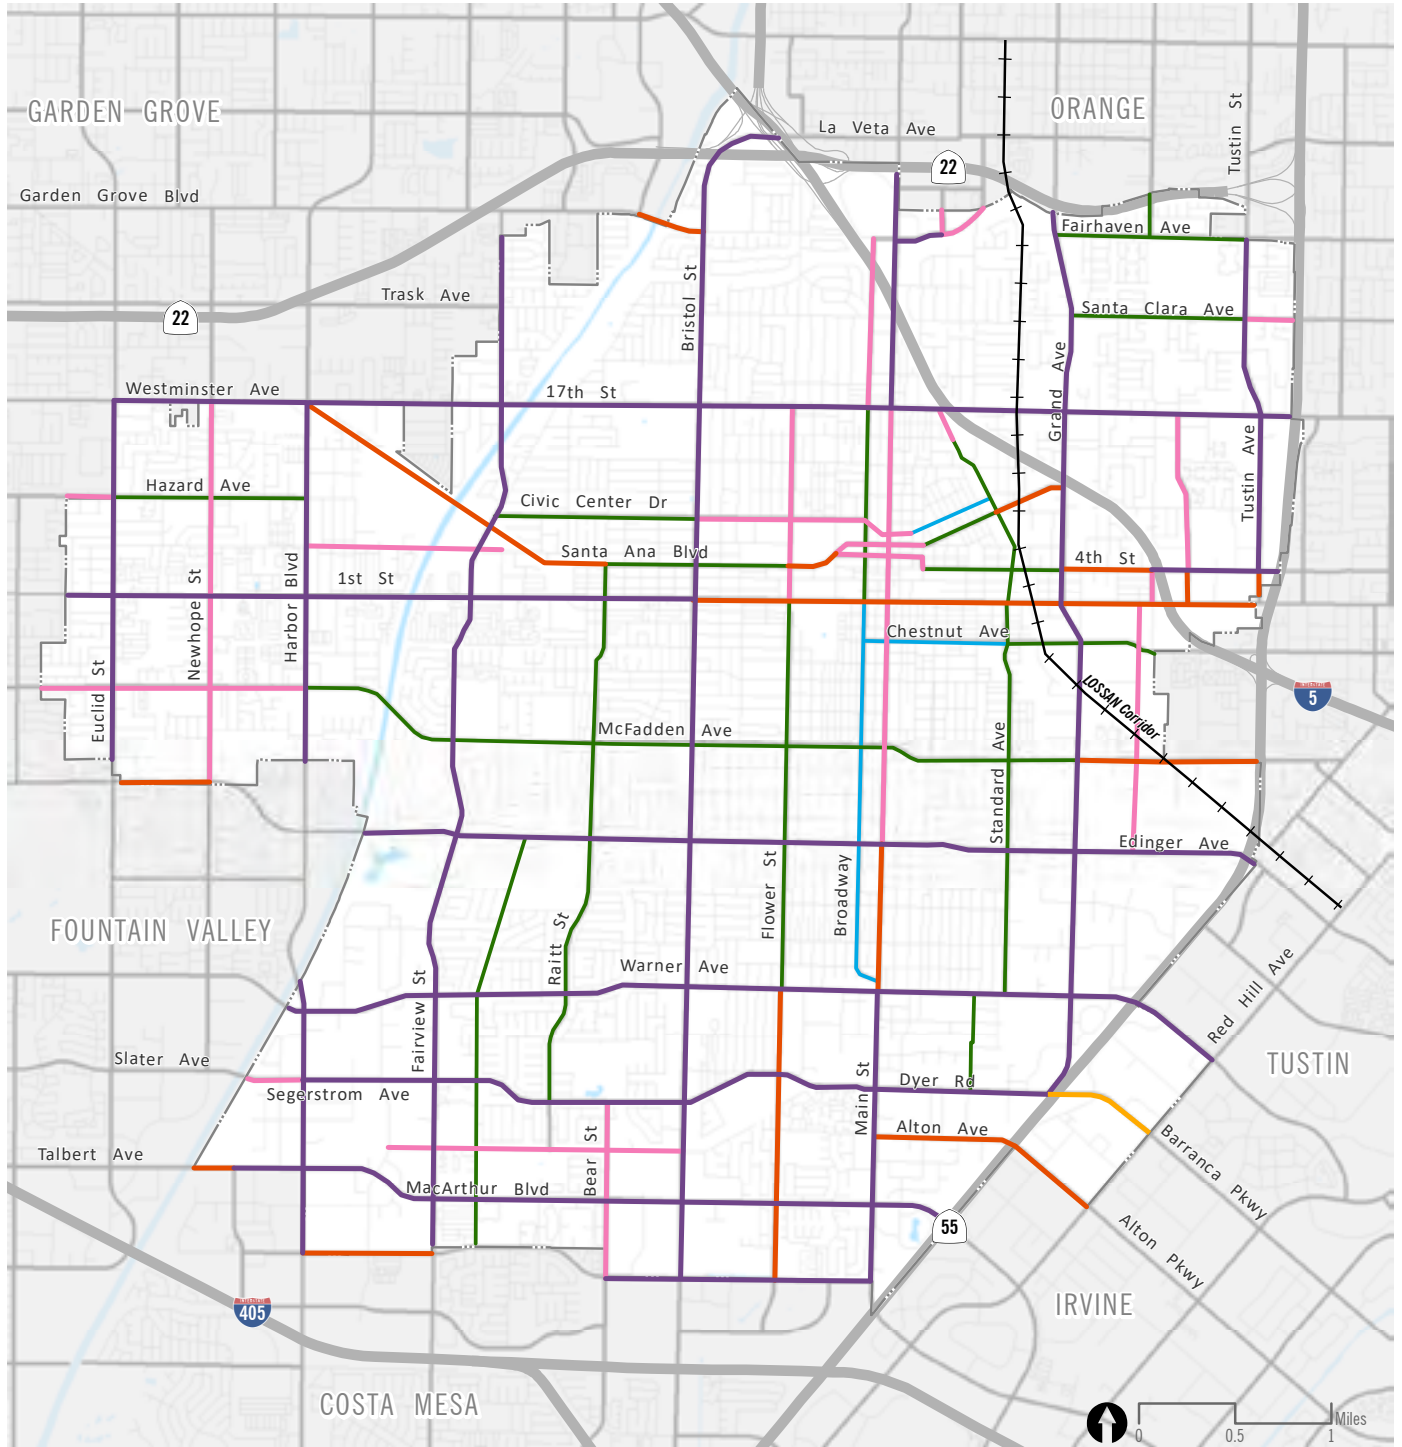 GARDEN GROVE
ORANGE
Tustin St
La Veta Ave
22
Garden Grove Blvd
Fairhaven Ave
Trask Ave
Bristol St
Santa Clara Ave
22
Grand Ave
Westminster Ave
17th St
Tustin Ave
Hazard Ave
Civic Center Dr
Santa Ana Blvd
4th St
Harbor Blvd
1st St
Newhope St
Chestnut Ave
Euclid St
LOSSAN Corridor
5
McFadden Ave
Standard Ave
Edinger Ave
Flower St
Broadway
FOUNTAIN VALLEY
Raitt St
Warner Ave
Red Hill Ave
Fairview St
Slater Ave
TUSTIN
Main St
Dyer Rd
Segerstrom Ave
Alton Ave
Bear St
Barranca Pkwy
Talbert Ave
MacArthur Blvd
55
Alton Pkwy
405
IRVINE
COSTA MESA
Miles
0 0.5 1